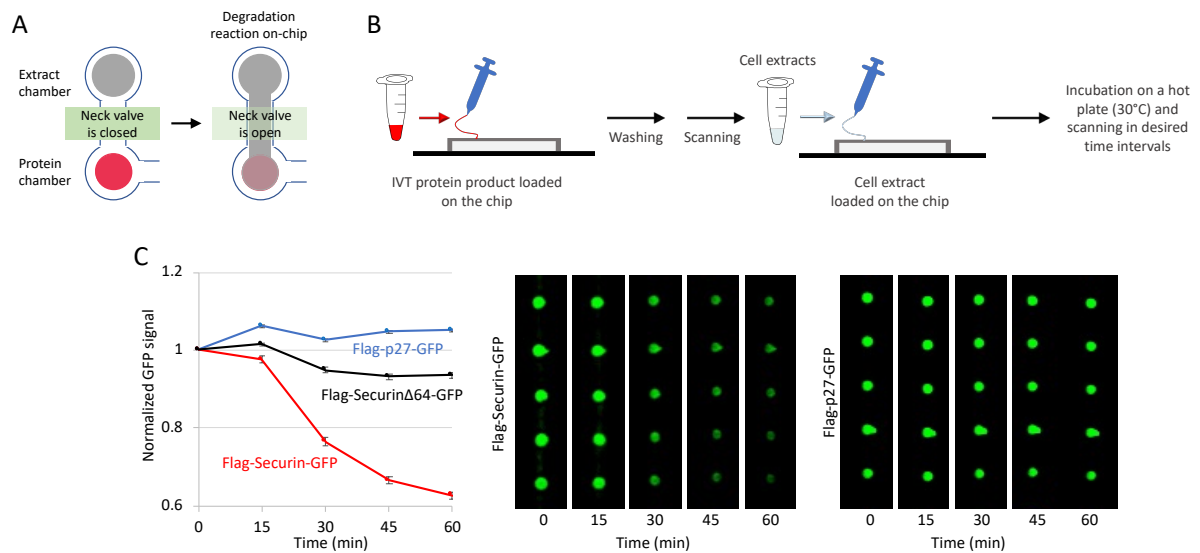 A
Degradation
reaction on-chip
Extract
chamber
Neck valve
is closed
Neck valve
is open
Protein
chamber
B
Cell extracts
Washing
Scanning
Incubation on a hot
plate (30°C) and
scanning in desired
time intervals
IVT protein product loaded
on the chip
Cell extract
loaded on the chip
C
Normalized GFP signal
1.2
1
0.8
0.6
Flag-p27-GFP
Flag-SecurinΔ64-GFP
Flag-Securin-GFP
0 15 30 45 60
Time (min)
Flag-Securin-GFP
0 15 30 45 60
Time (min)
Flag-p27-GFP
0 15 30 45 60
Time (min)